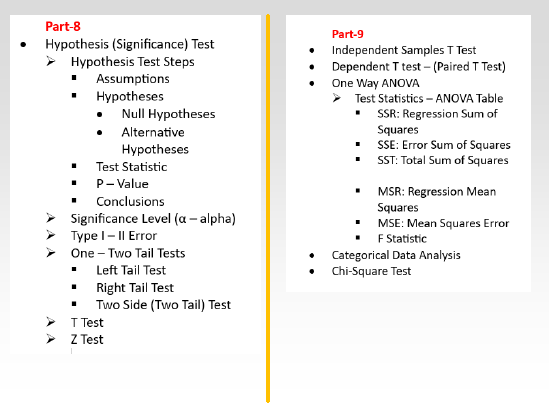 Part-8
• Hypothesis (Significance) Test
➢ Hypothesis Test Steps
▪ Assumptions
▪ Hypotheses
• Null Hypotheses
• Alternative
Hypotheses
▪ Test Statistic
▪ P – Value
▪ Conclusions
➢ Significance Level (α – alpha)
➢ Type I – II Error
➢ One – Two Tail Tests
▪ Left Tail Test
▪ Right Tail Test
▪ Two Side (Two Tail) Test
➢ T Test
➢ Z Test
Part-9
• Independent Samples T Test
• Dependent T test – (Paired T Test)
• One Way ANOVA
➢ Test Statistics – ANOVA Table
▪ SSR: Regression Sum of
Squares
▪ SSE: Error Sum of Squares
▪ SST: Total Sum of Squares
▪ MSR: Regression Mean
Squares
▪ MSE: Mean Squares Error
▪ F Statistic
• Categorical Data Analysis
• Chi-Square Test